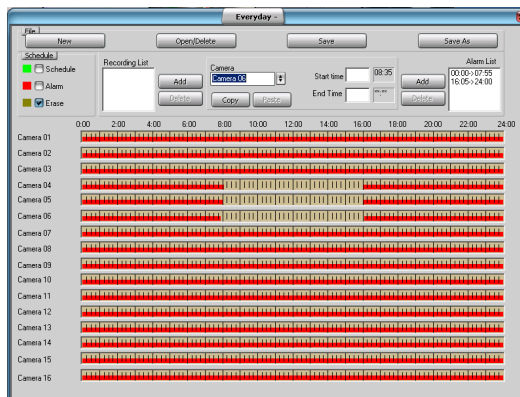 Everyday -
File
New Open/Delete Save Save As
Schedule
Schedule
Alarm
Erase
Recording List
Add
Delete
Camera
Camera 06
Copy Paste
Start time 08:35
End Time
Add
Delete
Alarm List
00:00->07:55
16:05->24:00
0:00 2:00 4:00 6:00 8:00 10:00 12:00 14:00 16:00 18:00 20:00 22:00 24:00
Camera 01
Camera 02
Camera 03
Camera 04
Camera 05
Camera 06
Camera 07
Camera 08
Camera 09
Camera 10
Camera 11
Camera 12
Camera 13
Camera 14
Camera 15
Camera 16